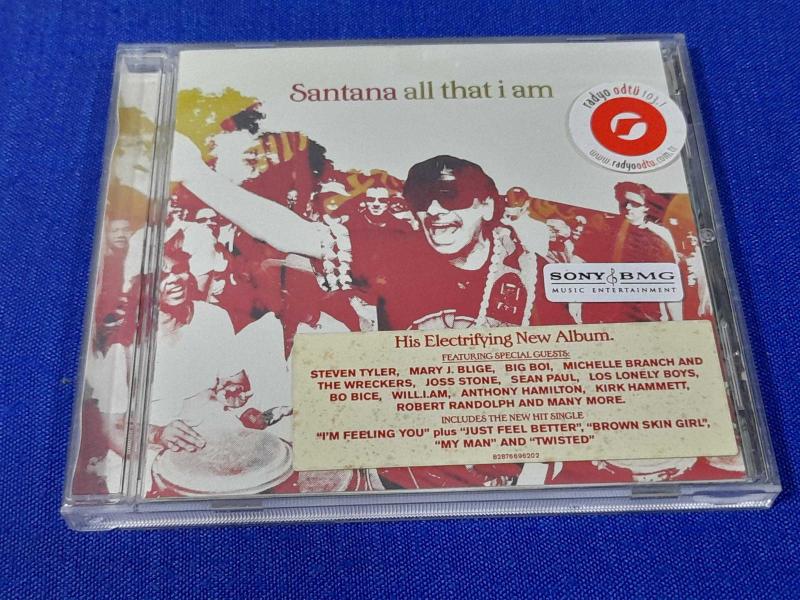 Santana all that i am
radyo odtü 103.1
www.radyoodtu.com.tr
SONY BMG
MUSIC ENTERTAINMENT
His Electrifying New Album.
FEATURING SPECIAL GUESTS:
STEVEN TYLER, MARY J. BLIGE, BIG BOI, MICHELLE BRANCH AND
THE WRECKERS, JOSS STONE, SEAN PAUL, LOS LONELY BOYS,
BO BICE, WILL.I.AM, ANTHONY HAMILTON, KIRK HAMMETT,
ROBERT RANDOLPH AND MANY MORE.
INCLUDES THE NEW HIT SINGLE
"I'M FEELING YOU" plus "JUST FEEL BETTER", "BROWN SKIN GIRL",
"MY MAN" AND "TWISTED"
82876696202